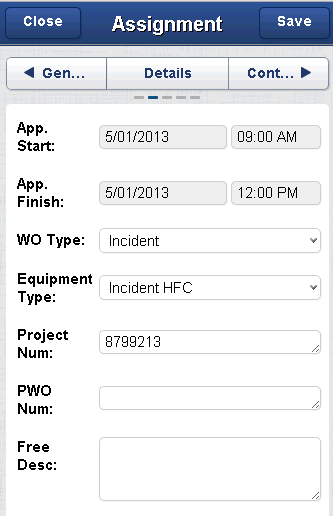 Close Assignment Save
◄ Gen... Details Cont... ►
App. Start: 5/01/2013 09:00 AM
App. Finish: 5/01/2013 12:00 PM
WO Type: Incident
Equipment Type: Incident HFC
Project Num: 8799213
PWO Num:
Free Desc: